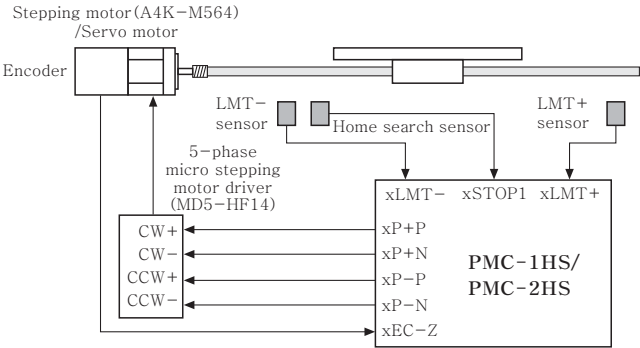 Stepping motor(A4K-M564)
/Servo motor
Encoder
LMT-
sensor
Home search sensor
LMT+
sensor
5-phase
micro stepping
motor driver
(MD5-HF14)
xLMT- xSTOP1 xLMT+
CW+
CW-
CCW+
CCW-
xP+P
xP+N
xP-P
xP-N
xEC-Z
PMC-1HS/
PMC-2HS